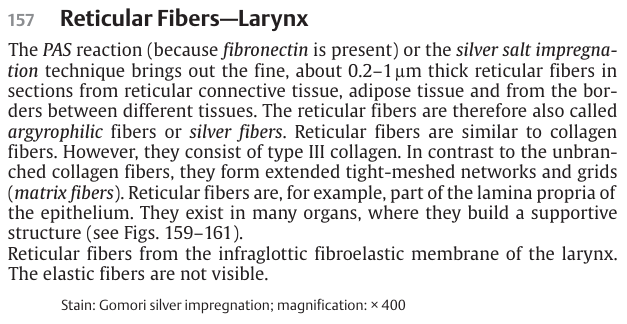 157 Reticular Fibers—Larynx
The PAS reaction (because fibronectin is present) or the silver salt impregna-
tion technique brings out the fine, about 0.2–1 μm thick reticular fibers in
sections from reticular connective tissue, adipose tissue and from the bor-
ders between different tissues. The reticular fibers are therefore also called
argyrophilic fibers or silver fibers. Reticular fibers are similar to collagen
fibers. However, they consist of type III collagen. In contrast to the unbran-
ched collagen fibers, they form extended tight-meshed networks and grids
(matrix fibers). Reticular fibers are, for example, part of the lamina propria of
the epithelium. They exist in many organs, where they build a supportive
structure (see Figs. 159–161).
Reticular fibers from the infraglottic fibroelastic membrane of the larynx.
The elastic fibers are not visible.
Stain: Gomori silver impregnation; magnification: × 400